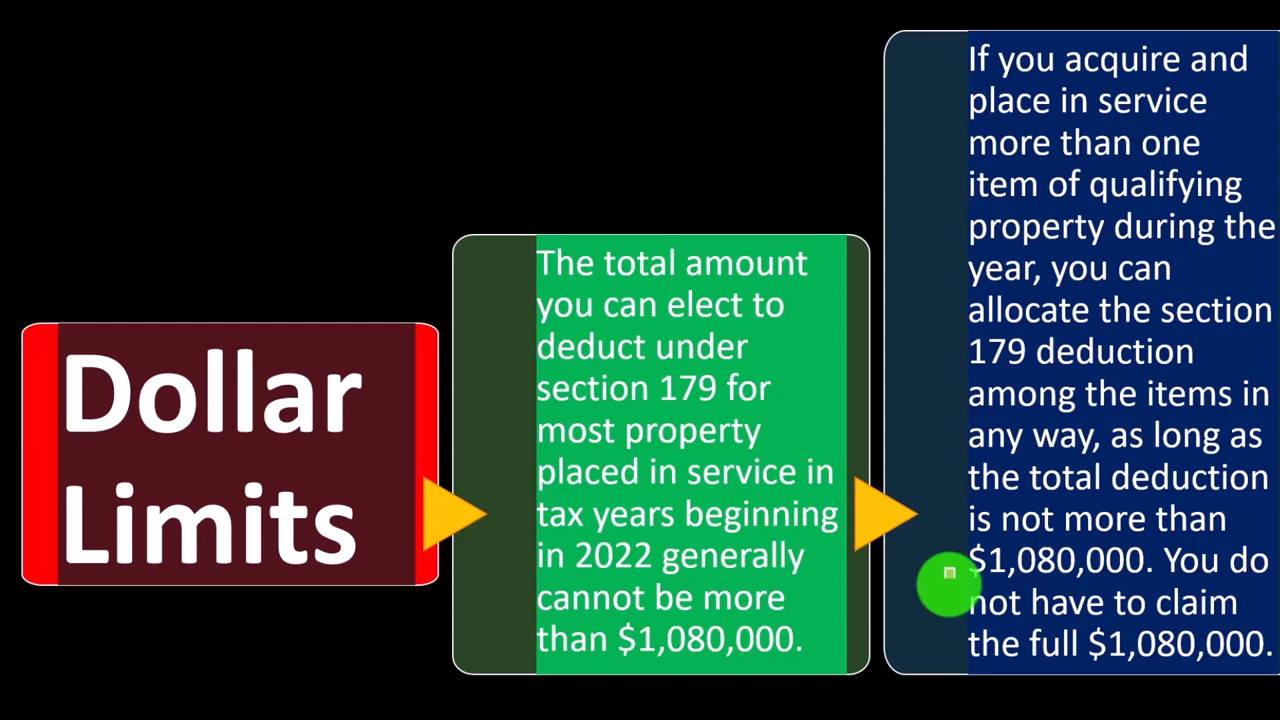 Dollar
Limits
The total amount
you can elect to
deduct under
section 179 for
most property
placed in service in
tax years beginning
in 2022 generally
cannot be more
than $1,080,000.
If you acquire and
place in service
more than one
item of qualifying
property during the
year, you can
allocate the section
179 deduction
among the items in
any way, as long as
the total deduction
is not more than
$1,080,000. You do
not have to claim
the full $1,080,000.